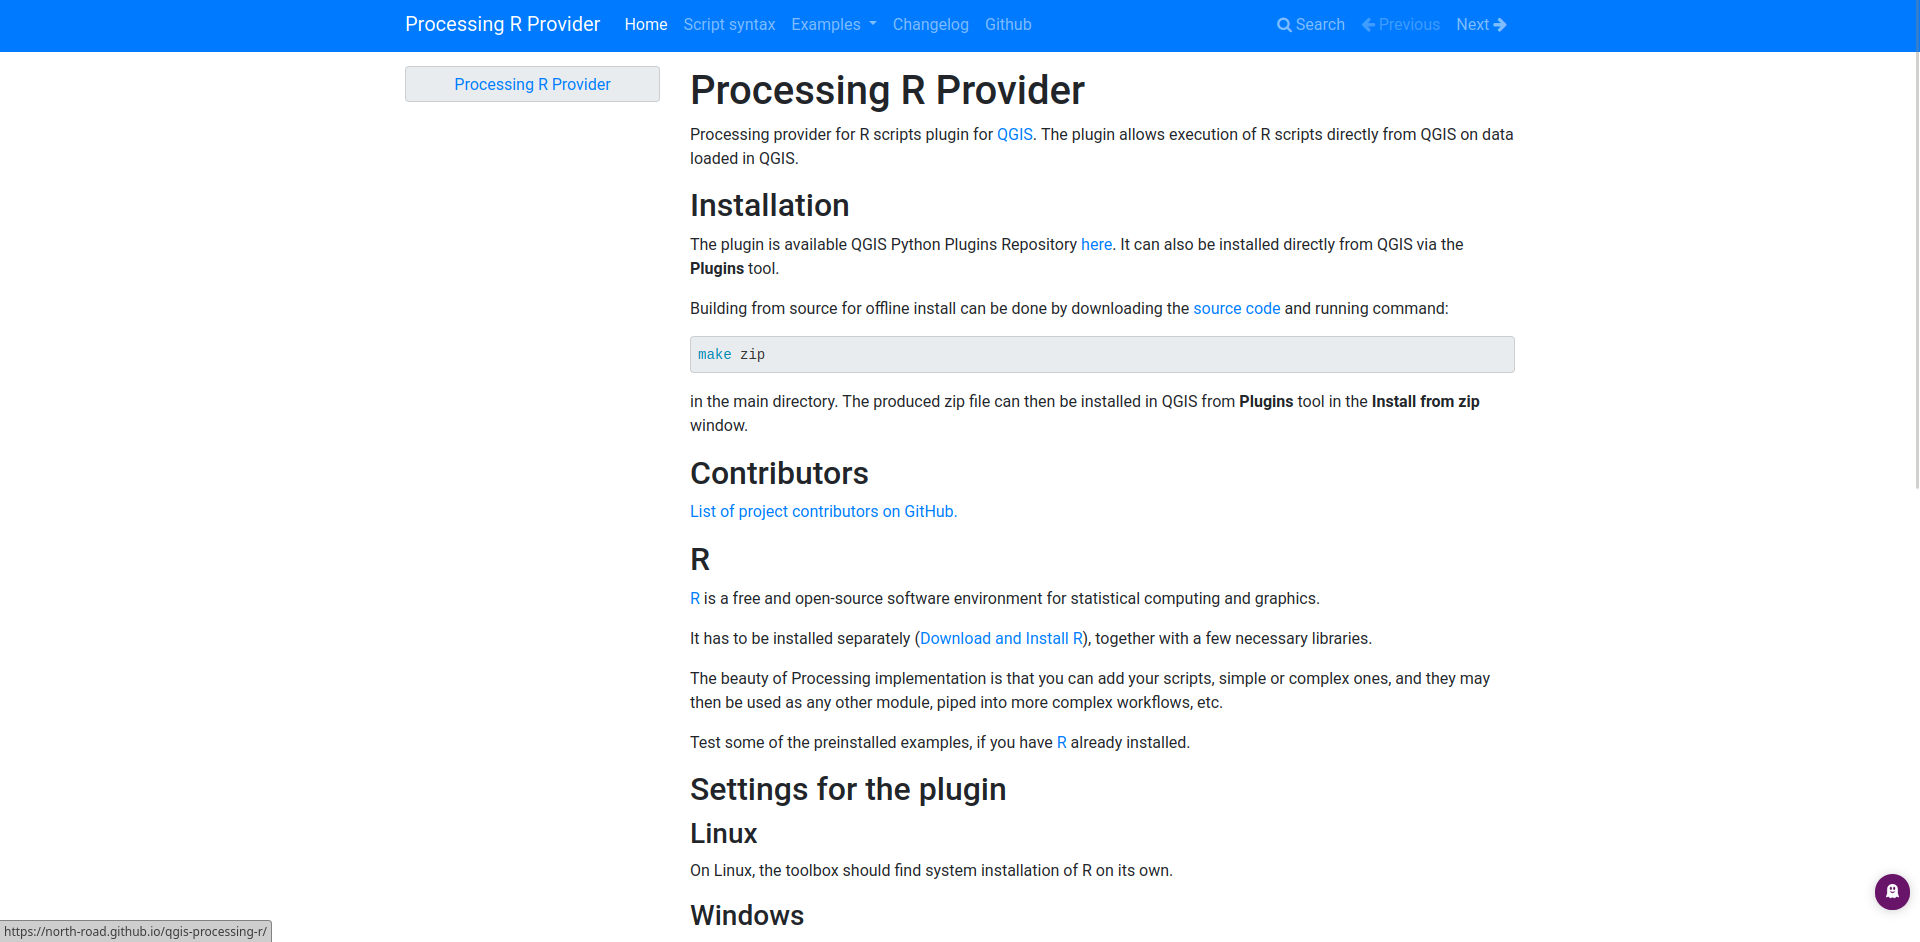 Processing R Provider Home Script syntax Examples Changelog Github Search Previous Next
Processing R Provider
Processing R Provider
Processing provider for R scripts plugin for QGIS. The plugin allows execution of R scripts directly from QGIS on data
loaded in QGIS.
Installation
The plugin is available QGIS Python Plugins Repository here. It can also be installed directly from QGIS via the
Plugins tool.
Building from source for offline install can be done by downloading the source code and running command:
make zip
in the main directory. The produced zip file can then be installed in QGIS from Plugins tool in the Install from zip
window.
Contributors
List of project contributors on GitHub.
R
R is a free and open-source software environment for statistical computing and graphics.
It has to be installed separately (Download and Install R), together with a few necessary libraries.
The beauty of Processing implementation is that you can add your scripts, simple or complex ones, and they may
then be used as any other module, piped into more complex workflows, etc.
Test some of the preinstalled examples, if you have R already installed.
Settings for the plugin
Linux
On Linux, the toolbox should find system installation of R on its own.
Windows
https://north-road.github.io/qgis-processing-r/